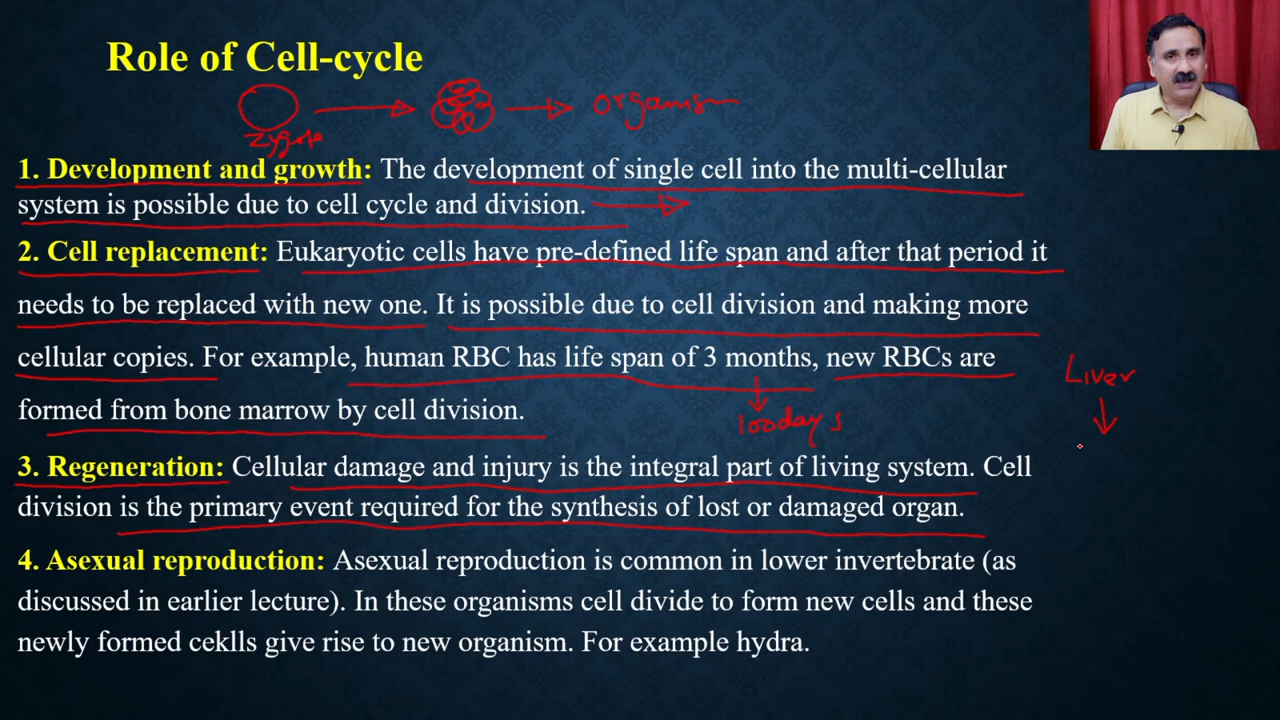 Role of Cell-cycle
zygote
organism
1. Development and growth: The development of single cell into the multi-cellular
system is possible due to cell cycle and division.
2. Cell replacement: Eukaryotic cells have pre-defined life span and after that period it
needs to be replaced with new one. It is possible due to cell division and making more
cellular copies. For example, human RBC has life span of 3 months, new RBCs are
Liver
formed from bone marrow by cell division.
100days
3. Regeneration: Cellular damage and injury is the integral part of living system. Cell
division is the primary event required for the synthesis of lost or damaged organ.
4. Asexual reproduction: Asexual reproduction is common in lower invertebrate (as
discussed in earlier lecture). In these organisms cell divide to form new cells and these
newly formed ceklls give rise to new organism. For example hydra.